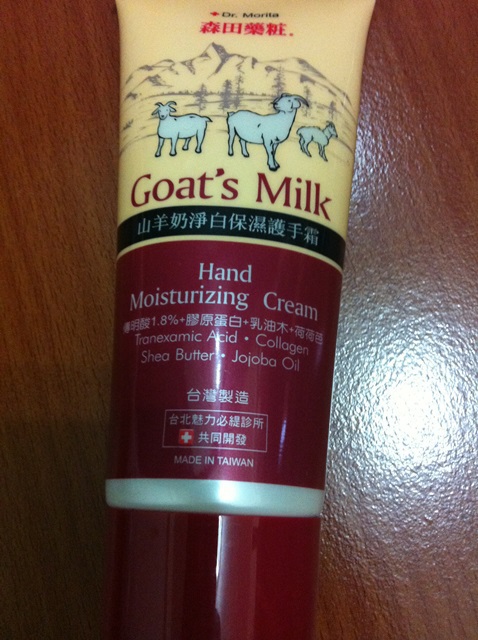 Dr. Morita
森田藥粧
Goat's Milk
山羊奶淨白保濕護手霜
Hand
Moisturizing Cream
傳明酸1.8%+膠原蛋白+乳油木+荷荷芭
Tranexamic Acid • Collagen
Shea Butter • Jojoba Oil
台灣製造
台北魅力必緹診所
共同開發
MADE IN TAIWAN